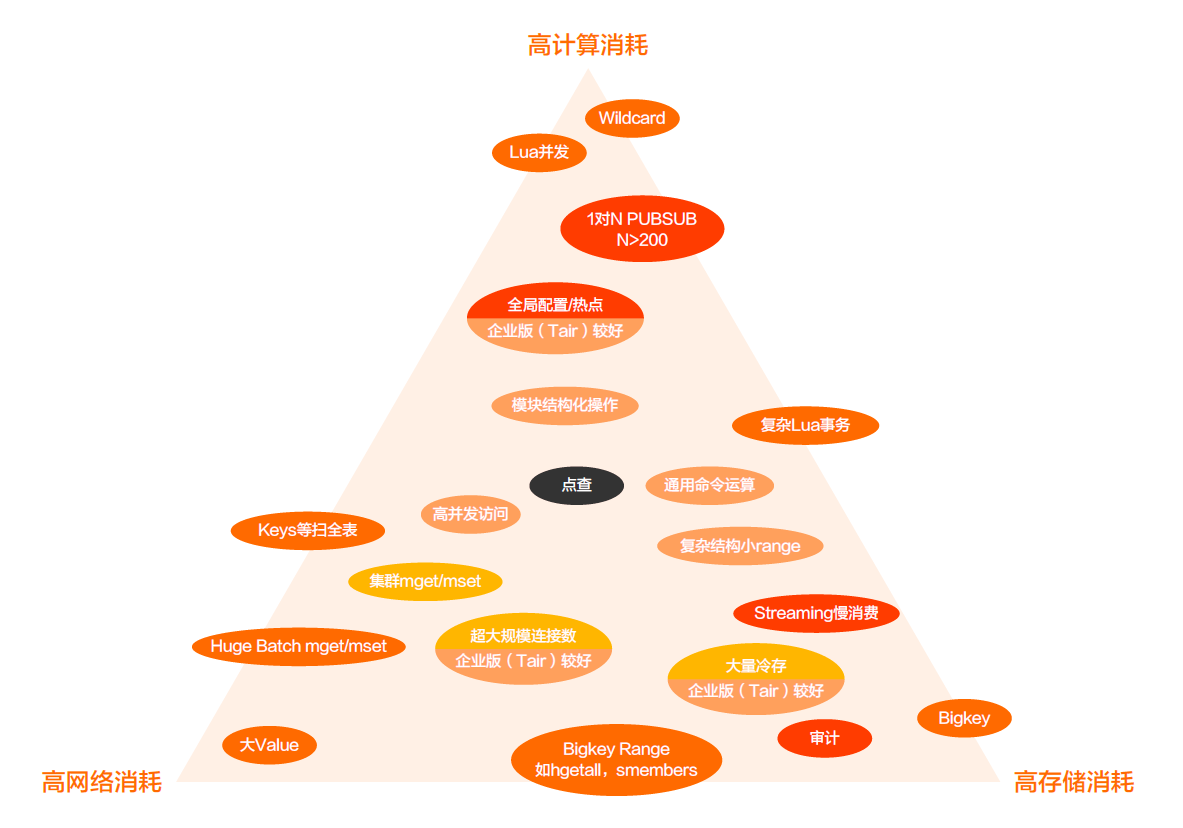 高计算消耗
Wildcard
Lua并发
1对N PUBSUB
N>200
全局配置/热点
企业版（Tair）较好
模块结构化操作
复杂Lua事务
点查
通用命令运算
高并发访问
Keys等扫全表
复杂结构小range
集群mget/mset
Streaming慢消费
超大规模连接数
企业版（Tair）较好
Huge Batch mget/mset
大量冷存
企业版（Tair）较好
Bigkey
审计
大Value
Bigkey Range
如hgetall，smembers
高网络消耗
高存储消耗